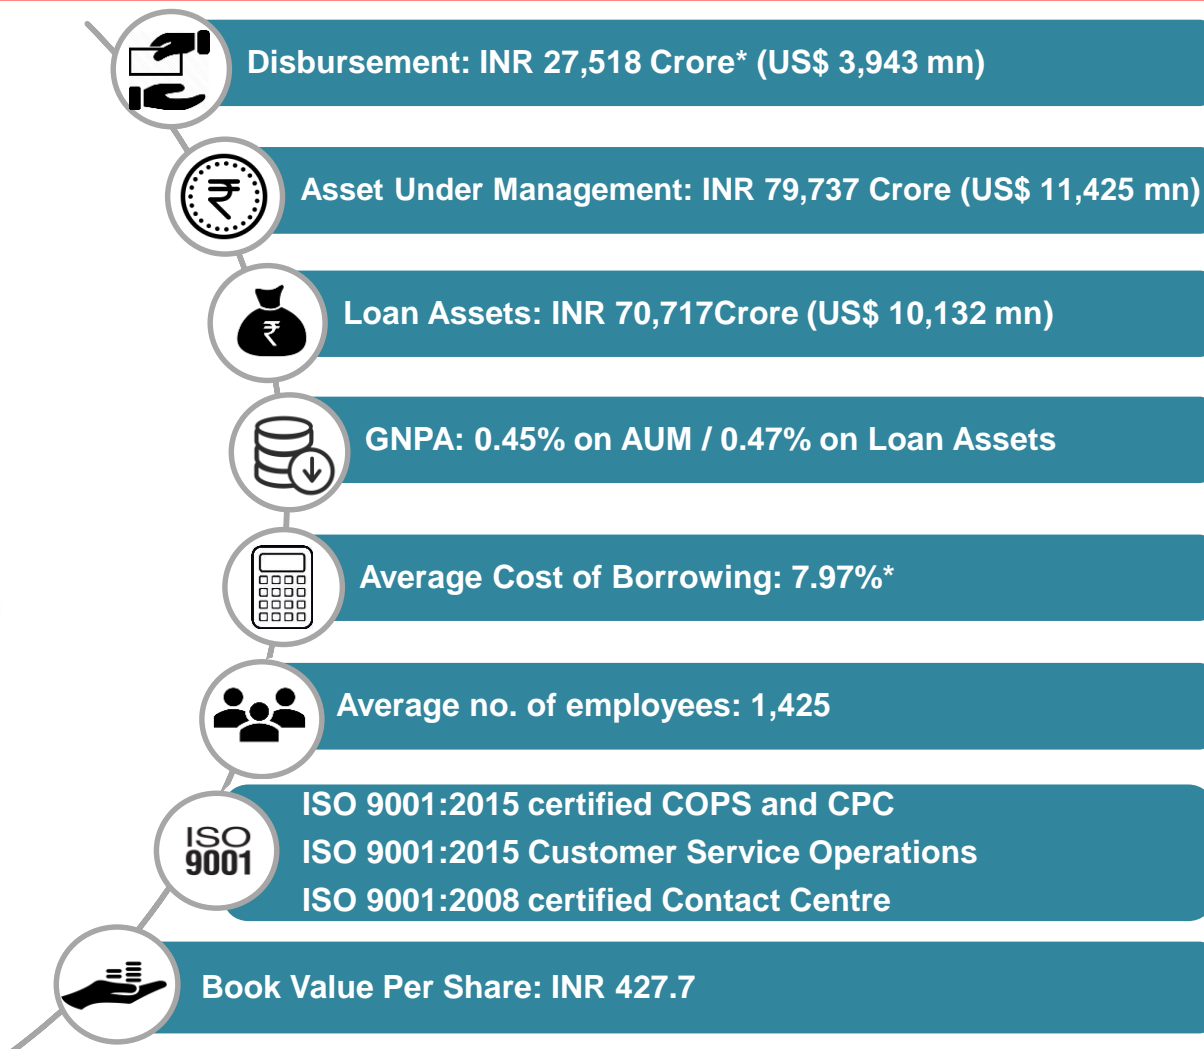 Disbursement: INR 27,518 Crore* (US$ 3,943 mn)
Asset Under Management: INR 79,737 Crore (US$ 11,425 mn)
Loan Assets: INR 70,717Crore (US$ 10,132 mn)
GNPA: 0.45% on AUM / 0.47% on Loan Assets
Average Cost of Borrowing: 7.97%*
Average no. of employees: 1,425
ISO 9001:2015 certified COPS and CPC
ISO 9001:2015 Customer Service Operations
ISO 9001:2008 certified Contact Centre
ISO
9001
Book Value Per Share: INR 427.7